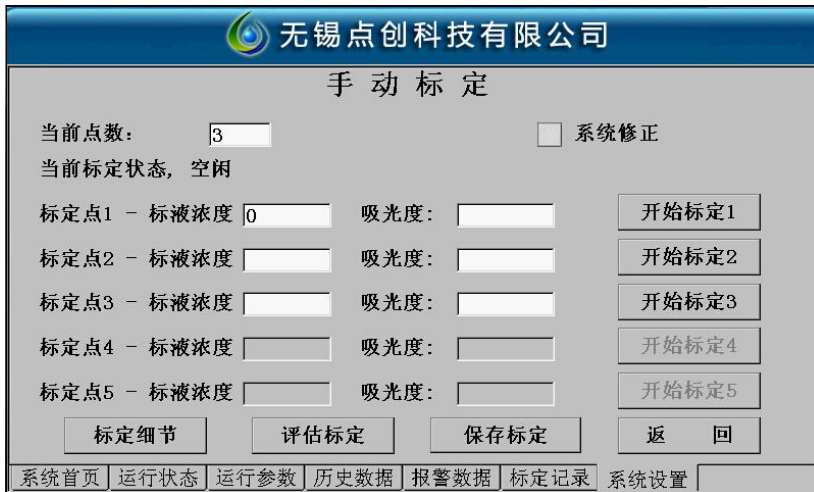 无锡点创科技有限公司
手动标定
当前点数: 3 系统修正
当前标定状态, 空闲
标定点1 - 标液浓度 0 吸光度: 开始标定1
标定点2 - 标液浓度 吸光度: 开始标定2
标定点3 - 标液浓度 吸光度: 开始标定3
标定点4 - 标液浓度 吸光度: 开始标定4
标定点5 - 标液浓度 吸光度: 开始标定5
标定细节 评估标定 保存标定 返 回
系统首页 运行状态 运行参数 历史数据 报警数据 标定记录 系统设置